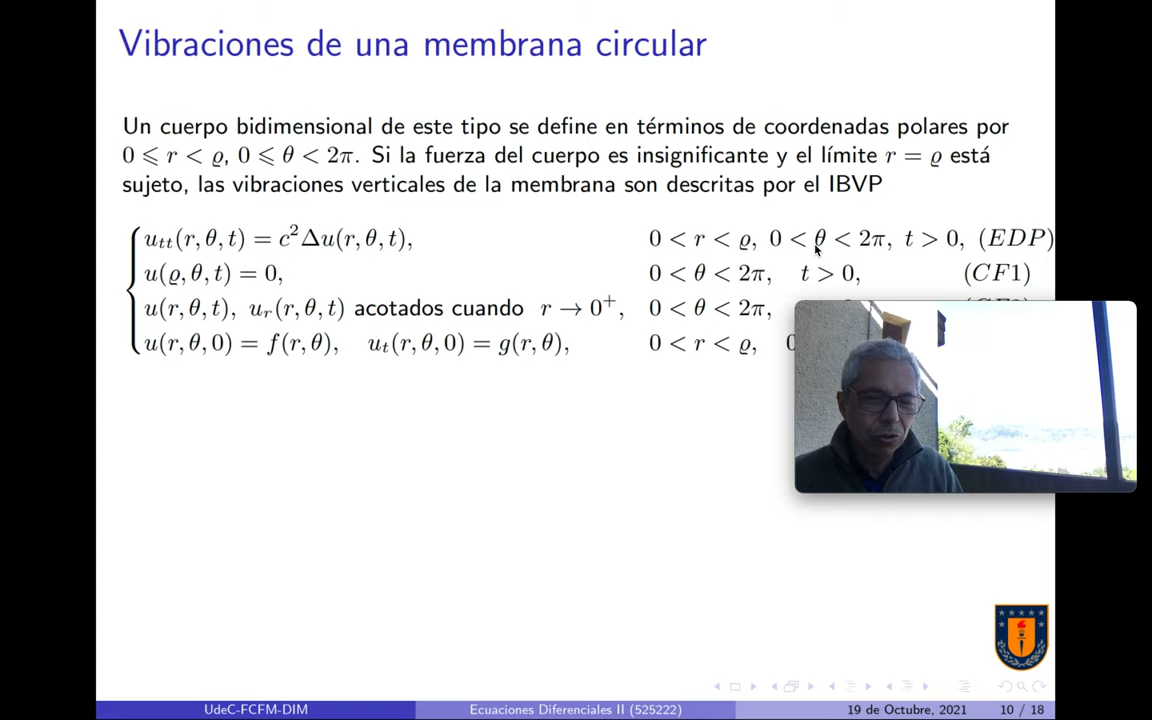 Vibraciones de una membrana circular
Un cuerpo bidimensional de este tipo se define en términos de coordenadas polares por
0 ⩽ r < ϱ, 0 ⩽ θ < 2π. Si la fuerza del cuerpo es insignificante y el límite r = ϱ está
sujeto, las vibraciones verticales de la membrana son descritas por el IBVP
u_tt(r, θ, t) = c²Δu(r, θ, t), 0 < r < ϱ, 0 < θ < 2π, t > 0, (EDP)
u(ϱ, θ, t) = 0, 0 < θ < 2π, t > 0, (CF1)
u(r, θ, t), u_r(r, θ, t) acotados cuando r → 0⁺, 0 < θ < 2π,
u(r, θ, 0) = f(r, θ), u_t(r, θ, 0) = g(r, θ), 0 < r < ϱ,
UdeC-FCFM-DIM Ecuaciones Diferenciales II (525222) 19 de Octubre, 2021 10 / 18